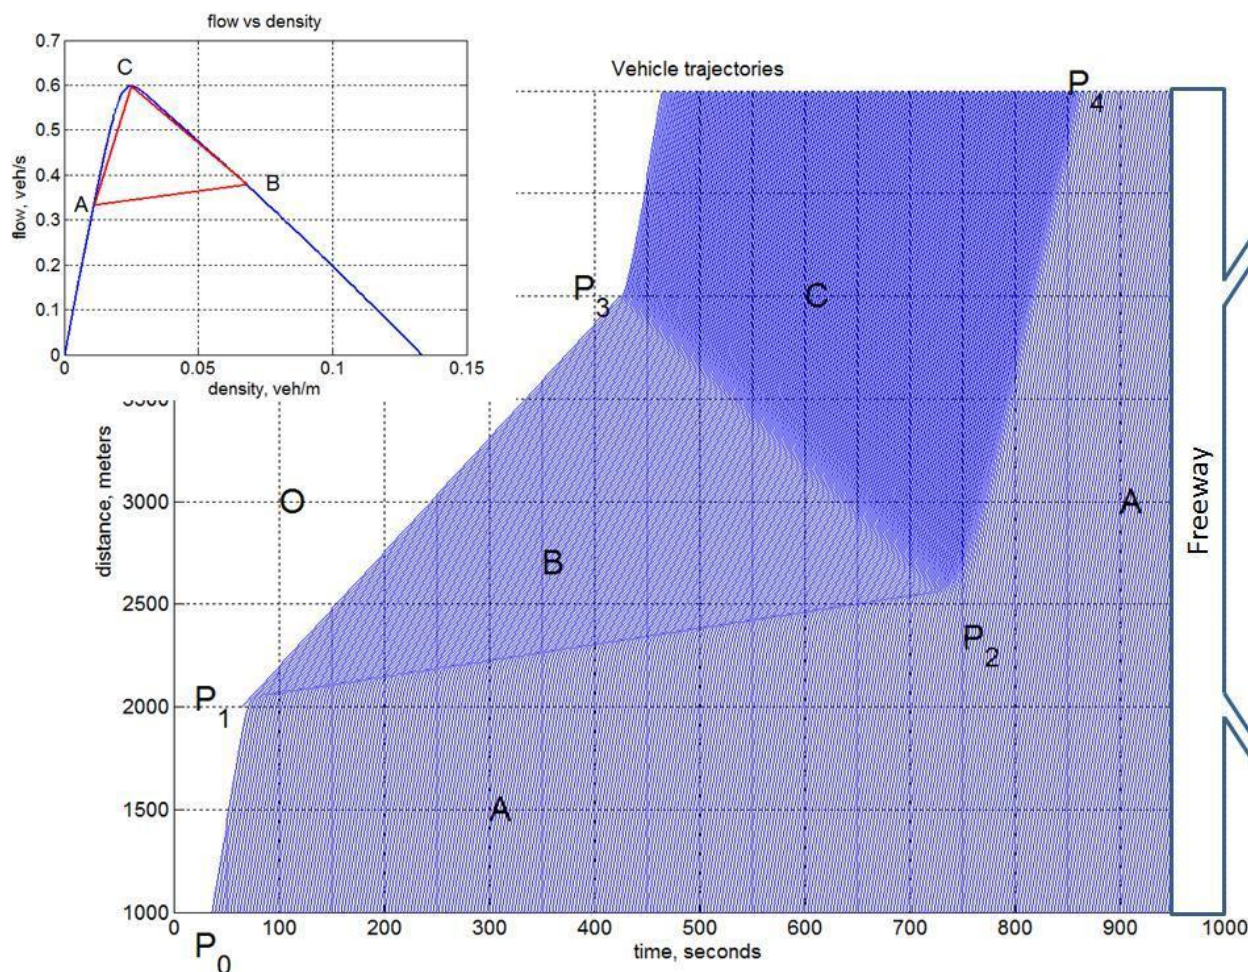 flow vs density
0.7
0.6
0.5
0.4
0.3
0.2
0.1
0
flow, veh/s
C
A
B
0 0.05 0.1 0.15
density, veh/m
Vehicle trajectories
P4
P3
C
3500
3000
2500
2000
1500
1000
distance, meters
O
B
A
P1
P2
A
Freeway
0 100 200 300 400 500 600 700 800 900 1000
P0
time, seconds